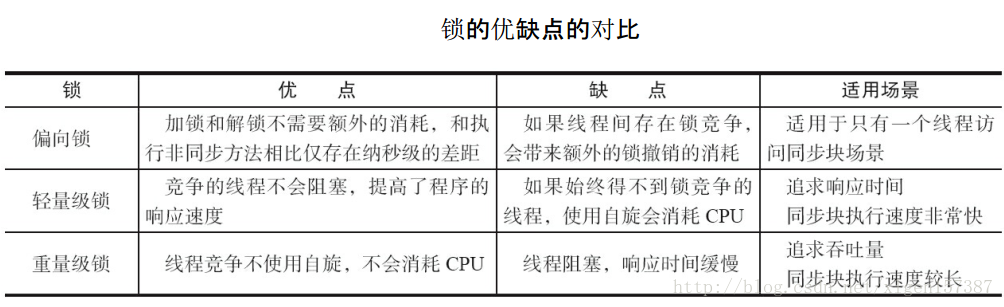 锁的优缺点的对比
锁 优 点 缺 点 适用场景
偏向锁 加锁和解锁不需要额外的消耗，和执 如果线程间存在锁竞争， 适用于只有一个线程访
行非同步方法相比仅存在纳秒级的差距 会带来额外的锁撤销的消耗 问同步块场景
轻量级锁 竞争的线程不会阻塞，提高了程序的 如果始终得不到锁竞争的 追求响应时间
响应速度 线程，使用自旋会消耗 CPU 同步块执行速度非常快
重量级锁 线程竞争不使用自旋，不会消耗 CPU 线程阻塞，响应时间缓慢 追求吞吐量
同步块执行速度较长